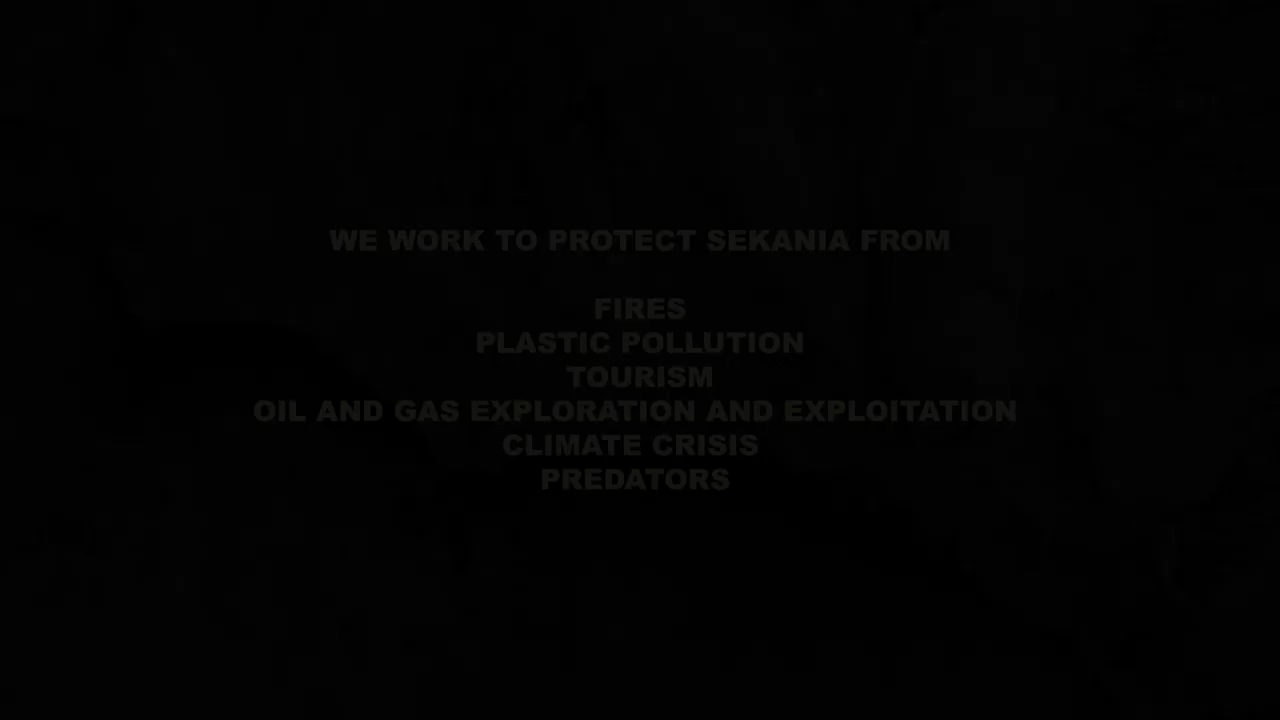 WE WORK TO PROTECT SEKANIA FROM
FIRES
PLASTIC POLLUTION
TOURISM
OIL AND GAS EXPLORATION AND EXPLOITATION
CLIMATE CRISIS
PREDATORS